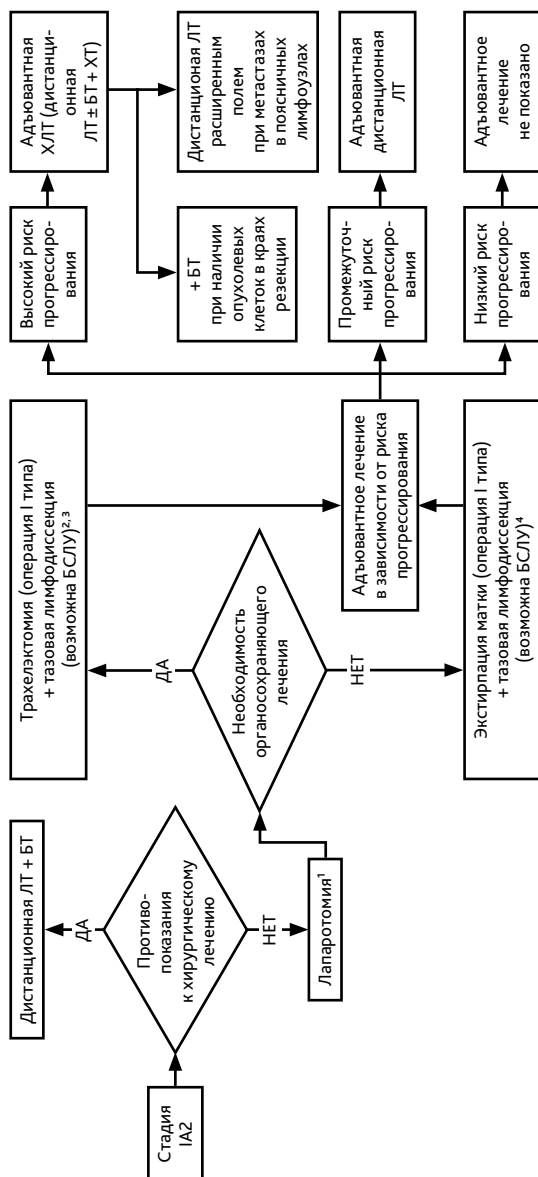 Стадия
IA2
Противо-
показания
к хирургическому
лечению
ДА
Дистанционная ЛТ + БТ
НЕТ
Лапаротомия¹
Необходимость
органосохраняющего
лечения
ДА
Трахелэктомия (операция I типа)
+ тазовая лимфодиссекция
(возможна БСЛУ)²,³
НЕТ
Экстирпация матки (операция I типа)
+ тазовая лимфодиссекция
(возможна БСЛУ)⁴
Адъювантное лечение
в зависимости от риска
прогрессирования
Высокий риск
прогрессиро-
вания
Адъювантная
ХЛТ (дистанци-
онная
ЛТ ± БТ + ХТ)
+ БТ
при наличии
опухолевых
клеток в краях
резекции
Дистанционая ЛТ
расширенным
полем
при метастазах
в поясничных
лимфоузлах
Промежуточ-
ный риск
прогрессиро-
вания
Адъювантная
дистанционная
ЛТ
Низкий риск
прогрессиро-
вания
Адъювантное
лечение
не показано